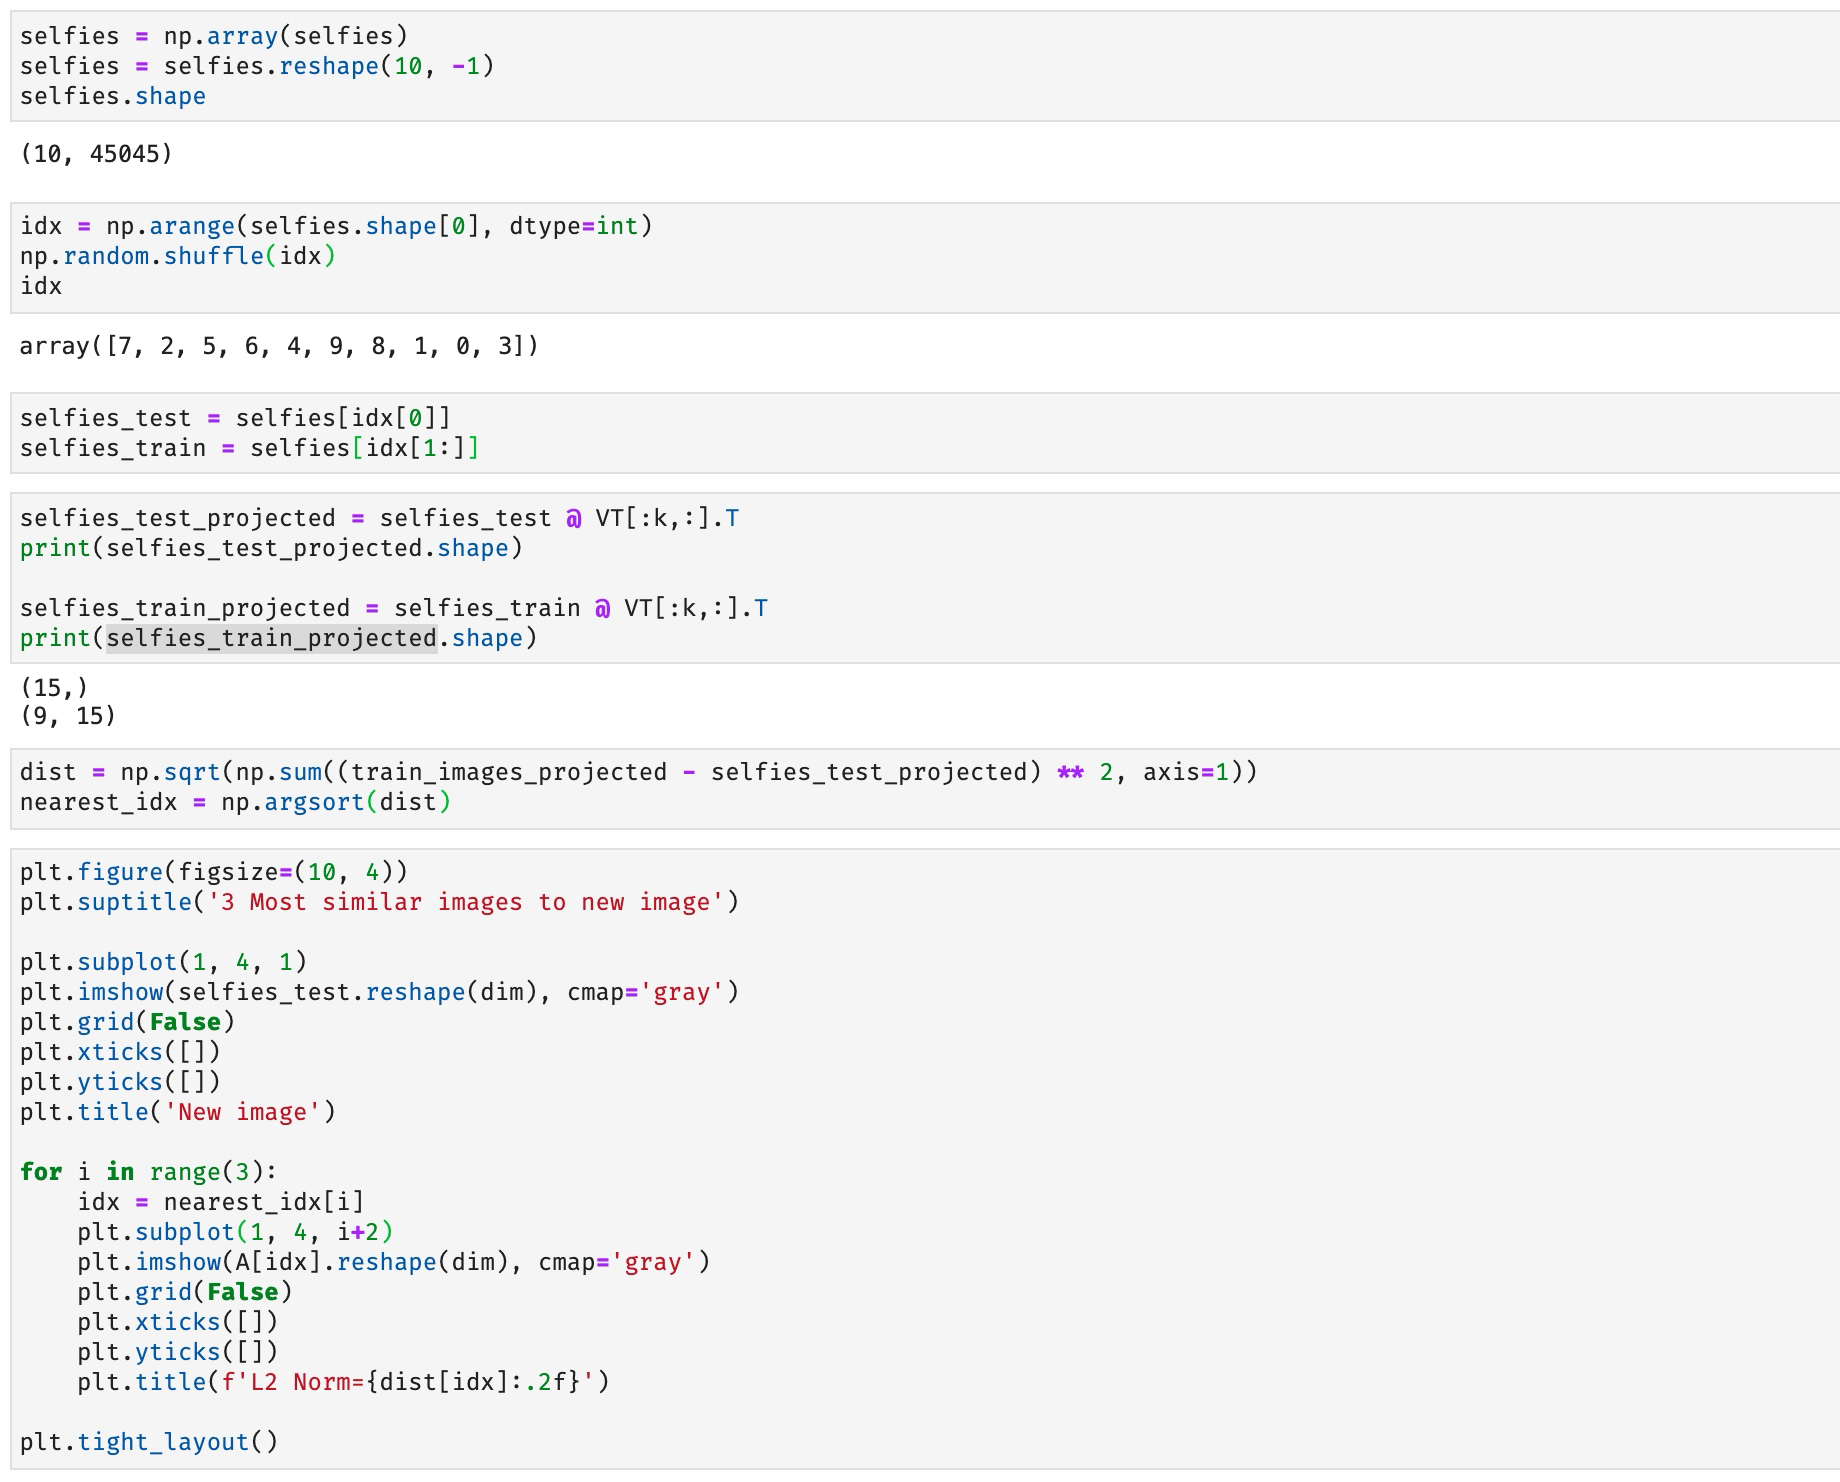 selfies = np.array(selfies)
selfies = selfies.reshape(10, -1)
selfies.shape
(10, 45045)
idx = np.arange(selfies.shape[0], dtype=int)
np.random.shuffle(idx)
idx
array([7, 2, 5, 6, 4, 9, 8, 1, 0, 3])
selfies_test = selfies[idx[0]]
selfies_train = selfies[idx[1:]]
selfies_test_projected = selfies_test @ VT[:k,:].T
print(selfies_test_projected.shape)
selfies_train_projected = selfies_train @ VT[:k,:].T
print(selfies_train_projected.shape)
(15,)
(9, 15)
dist = np.sqrt(np.sum((train_images_projected - selfies_test_projected) ** 2, axis=1))
nearest_idx = np.argsort(dist)
plt.figure(figsize=(10, 4))
plt.suptitle('3 Most similar images to new image')
plt.subplot(1, 4, 1)
plt.imshow(selfies_test.reshape(dim), cmap='gray')
plt.grid(False)
plt.xticks([])
plt.yticks([])
plt.title('New image')
for i in range(3):
    idx = nearest_idx[i]
    plt.subplot(1, 4, i+2)
    plt.imshow(A[idx].reshape(dim), cmap='gray')
    plt.grid(False)
    plt.xticks([])
    plt.yticks([])
    plt.title(f'L2 Norm={dist[idx]:.2f}')
plt.tight_layout()